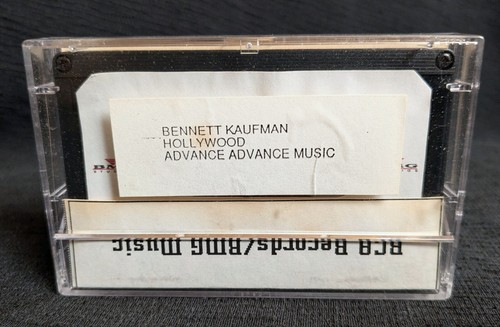 BENNETT KAUFMAN
HOLLYWOOD
ADVANCE ADVANCE MUSIC
RCA Records/BMG Music